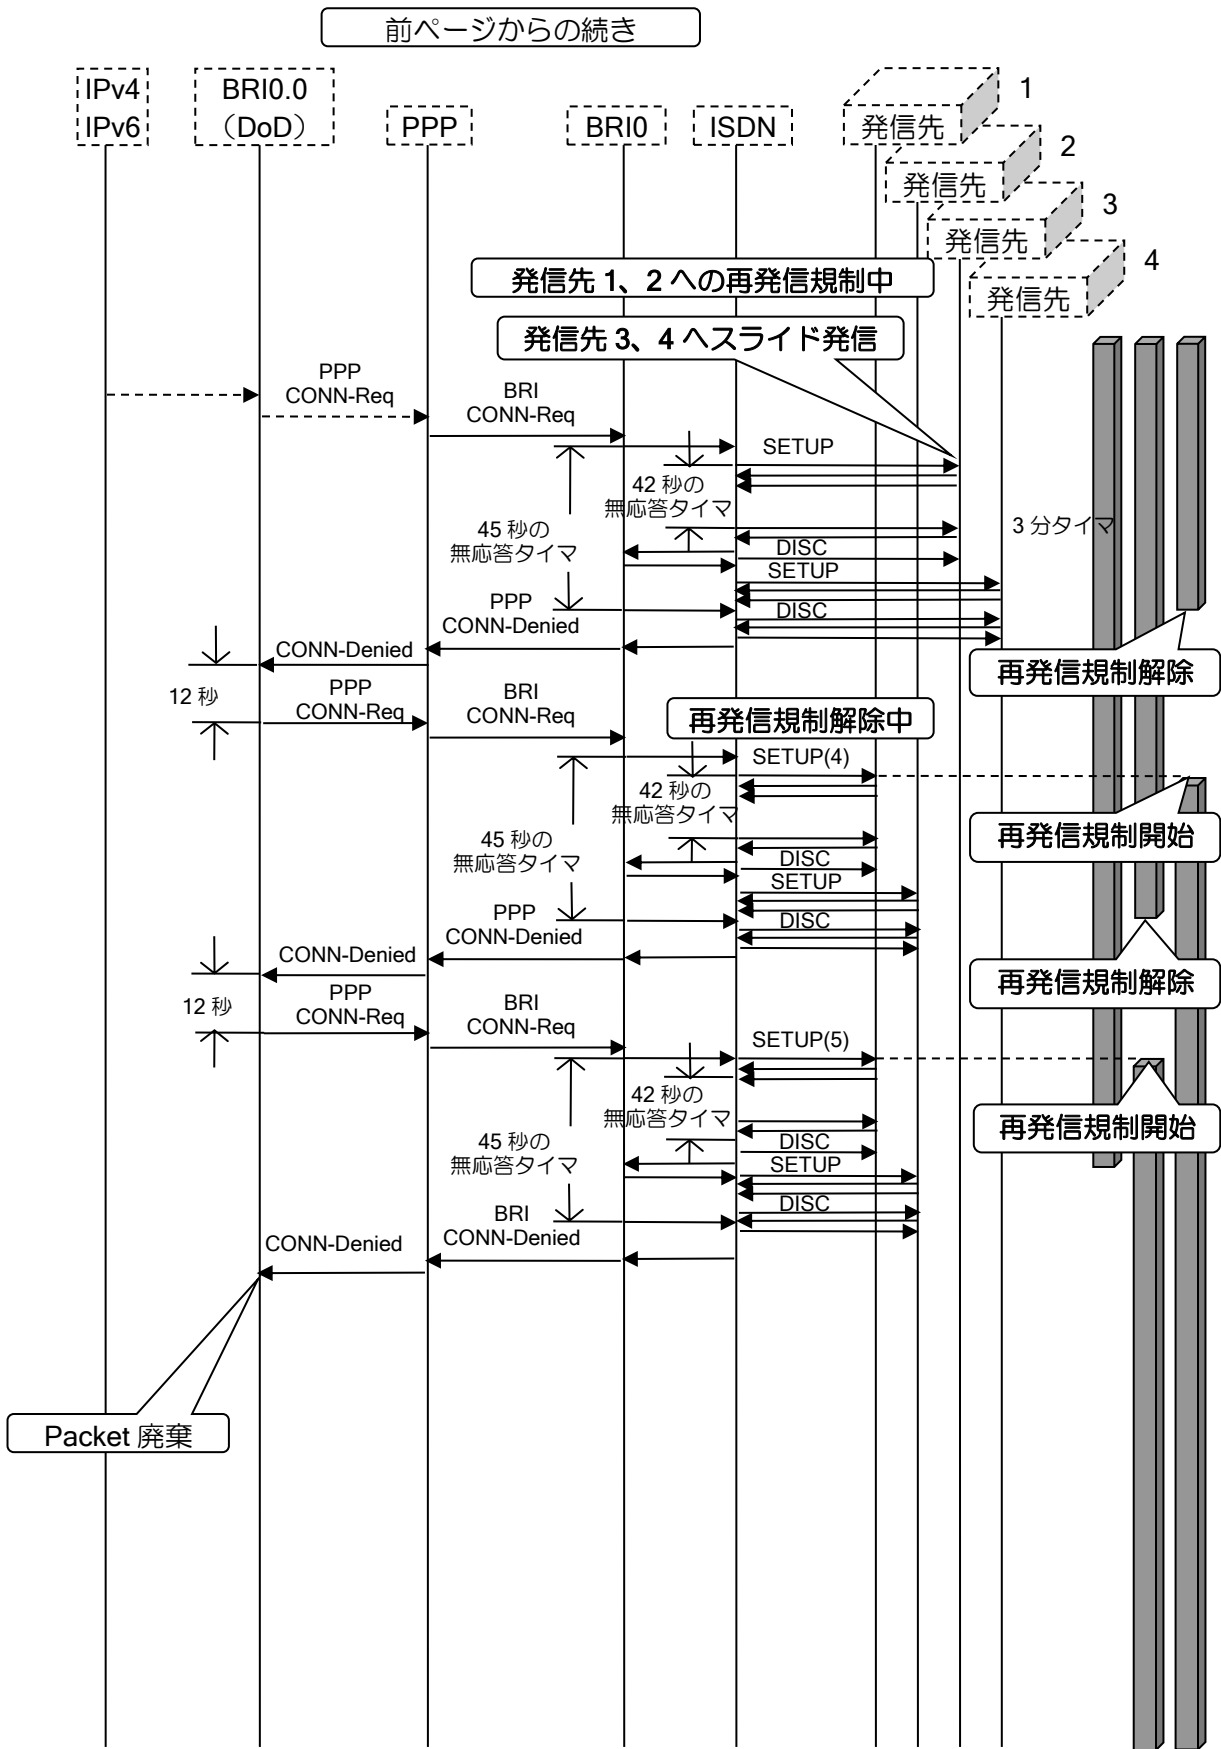 前ページからの続き
IPv4
IPv6
BRI0.0
（DoD）
PPP
BRI0
ISDN
発信先
1
発信先
2
発信先
3
発信先
4
発信先 1、2 への再発信規制中
発信先 3、4 へスライド発信
PPP
CONN-Req
BRI
CONN-Req
SETUP
42 秒の
無応答タイマ
45 秒の
無応答タイマ
3 分タイマ
DISC
SETUP
PPP
CONN-Denied
DISC
CONN-Denied
再発信規制解除
12 秒
PPP
CONN-Req
BRI
CONN-Req
再発信規制解除中
SETUP(4)
42 秒の
無応答タイマ
再発信規制開始
45 秒の
無応答タイマ
DISC
SETUP
PPP
CONN-Denied
DISC
CONN-Denied
再発信規制解除
12 秒
PPP
CONN-Req
BRI
CONN-Req
SETUP(5)
42 秒の
無応答タイマ
再発信規制開始
45 秒の
無応答タイマ
DISC
SETUP
BRI
CONN-Denied
DISC
CONN-Denied
Packet 廃棄